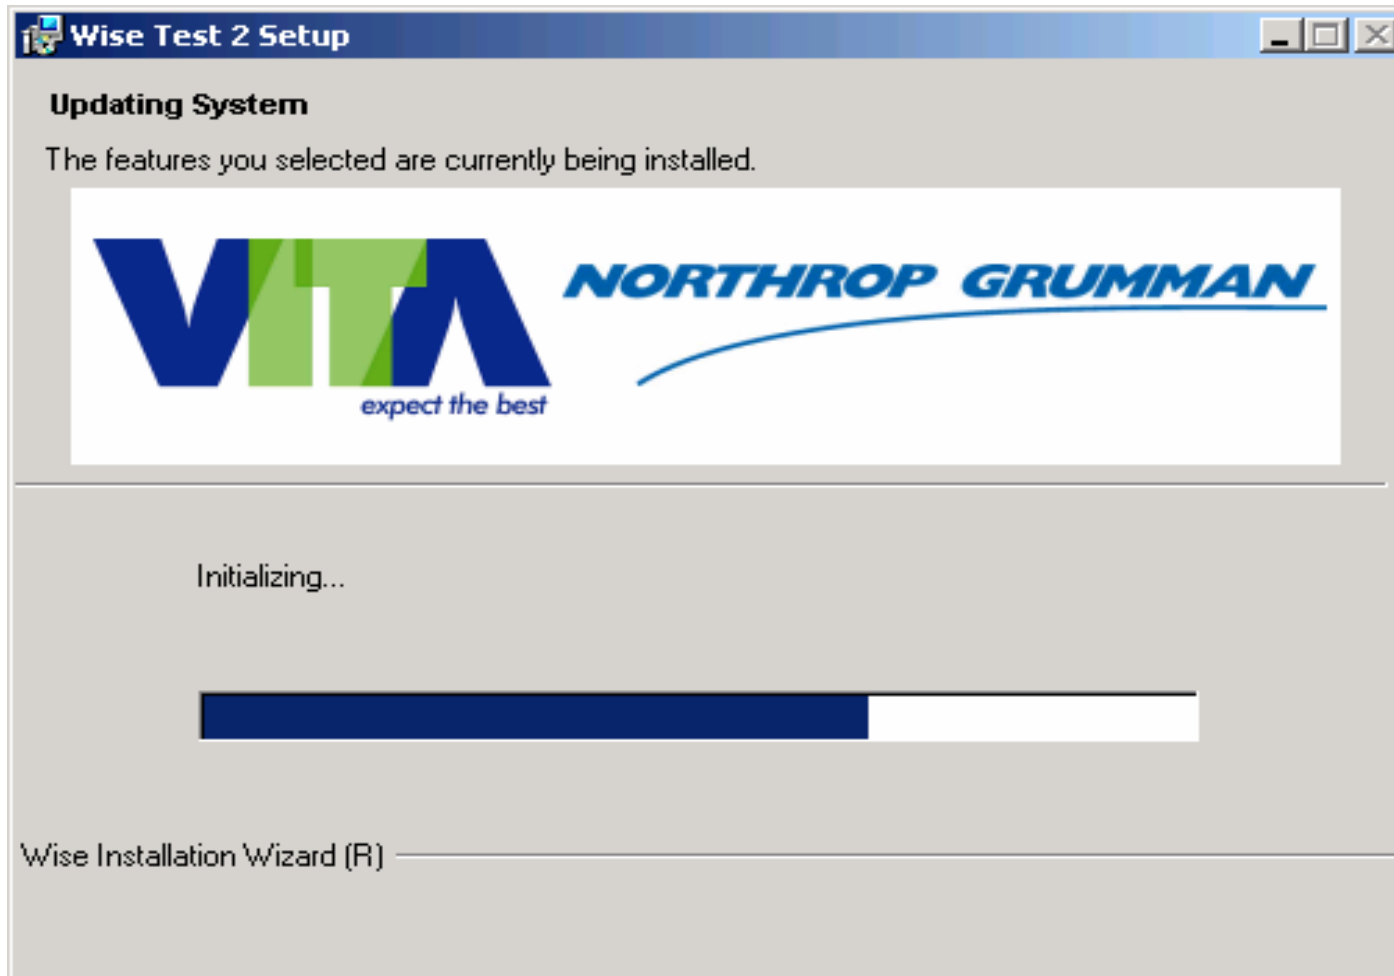 Wise Test 2 Setup
Updating System
The features you selected are currently being installed.
VITA
expect the best
NORTHROP GRUMMAN
Initializing...
Wise Installation Wizard (R)